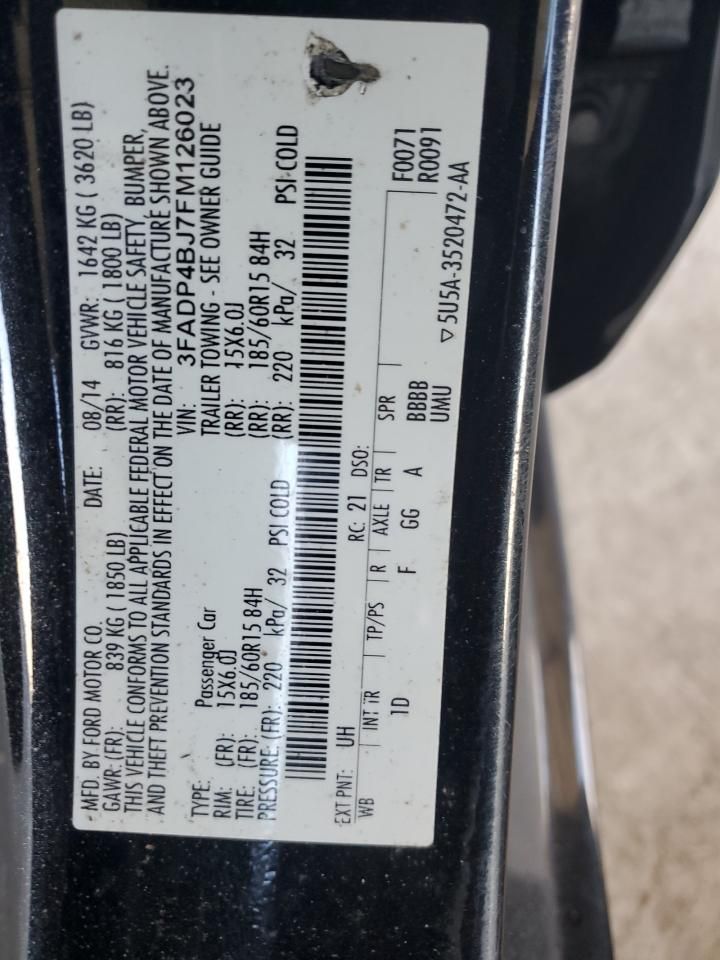 MFD. BY FORD MOTOR CO. DATE: 08/14 GVWR: 1642 KG ( 3620 LB)
GAWR: (FR): 839 KG ( 1850 LB) (RR): 816 KG ( 1800 LB)
THIS VEHICLE CONFORMS TO ALL APPLICABLE FEDERAL MOTOR VEHICLE SAFETY, BUMPER,
AND THEFT PREVENTION STANDARDS IN EFFECT ON THE DATE OF MANUFACTURE SHOWN ABOVE.
VIN: 3FADP4BJ7FM126023
TYPE: Passenger Car TRAILER TOWING - SEE OWNER GUIDE
RIM: (FR): 15X6.0J (RR): 15X6.0J
TIRE: (FR): 185/60R15 84H (RR): 185/60R15 84H
PRESSURE: (FR): 220 kPa/ 32 PSI COLD (RR): 220 kPa/ 32 PSI COLD
EXT PNT: UH RC: 21 DSO: F0071
R0091
WB INT TR TP/PS R AXLE TR SPR
1D F GG A BBBB
UMU
▽ 5U5A-3520472-AA